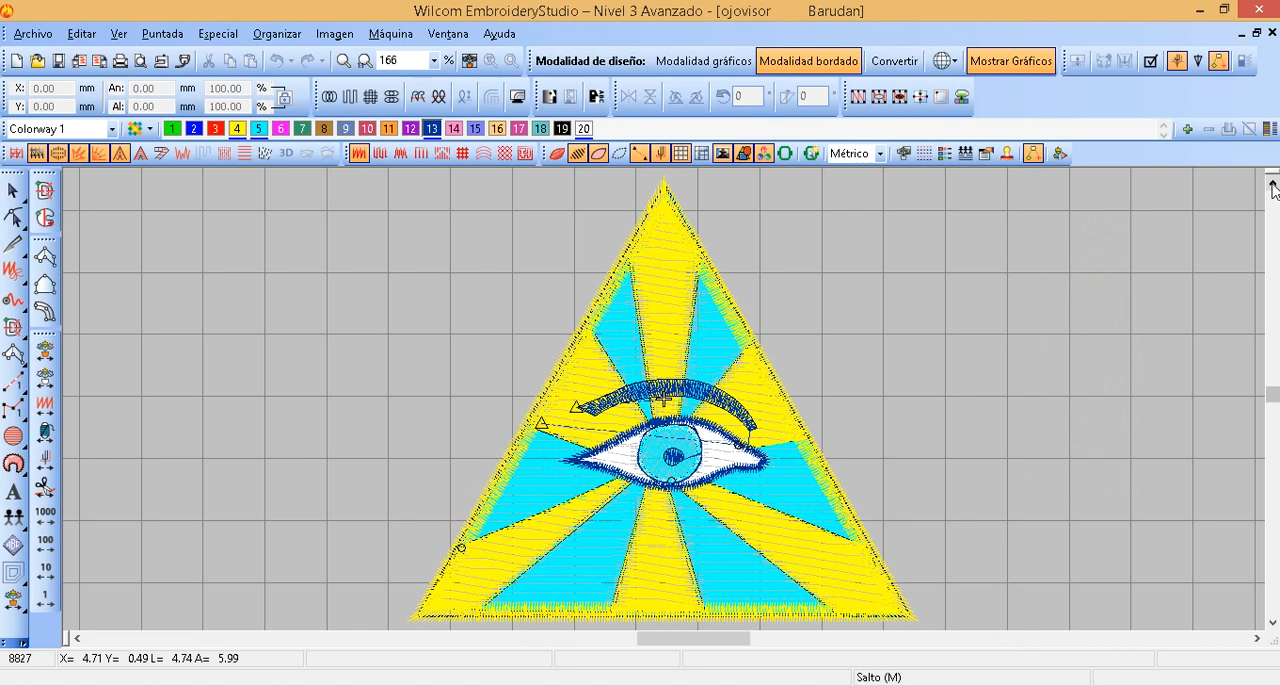 Wilcom EmbroideryStudio – Nivel 3 Avanzado - [ojovisor Barudan]
Archivo Editar Ver Puntada Especial Organizar Imagen Máquina Ventana Ayuda
166 % Modalidad de diseño: Modalidad gráficos Modalidad bordado Convertir Mostrar Gráficos
X: 0.00 mm An: 0.00 mm 100.00 % 0 ° 0 °
Y: 0.00 mm Al: 0.00 mm 100.00 %
Colorway 1 1 2 3 4 5 6 7 8 9 10 11 12 13 14 15 16 17 18 19 20
3D Métrico
A
ABC
1000
100
10
1
8827 X= 4.71 Y= 0.49 L= 4.74 A= 5.99
Salto (M)